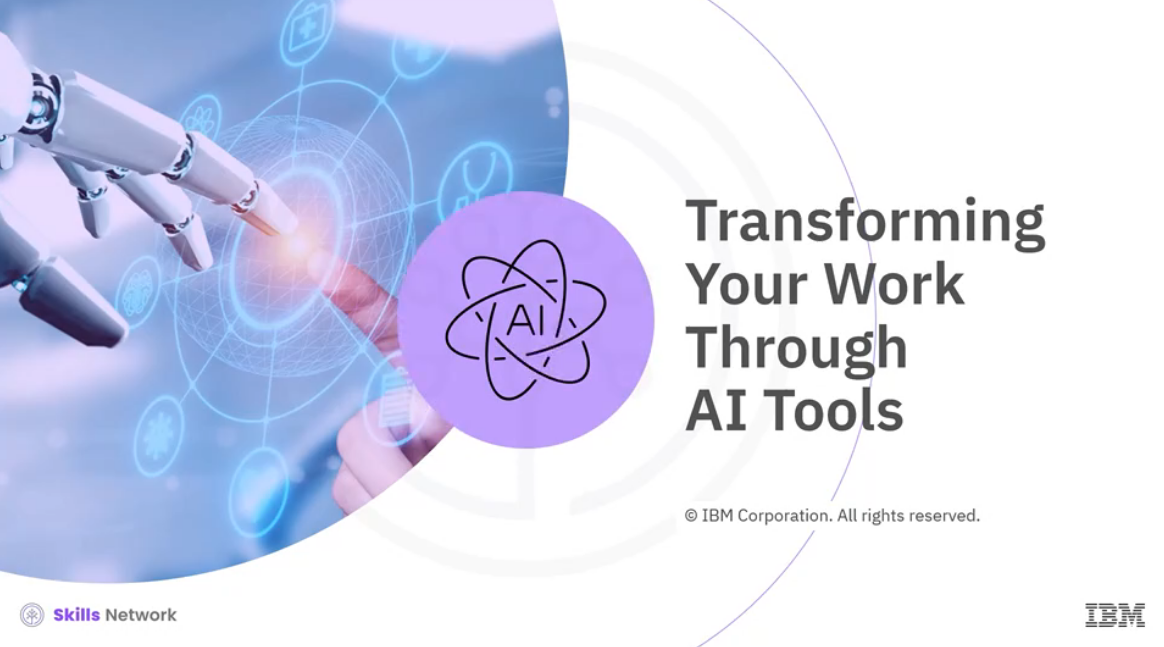 AI
Transforming
Your Work
Through
AI Tools
© IBM Corporation. All rights reserved.
Skills Network
IBM